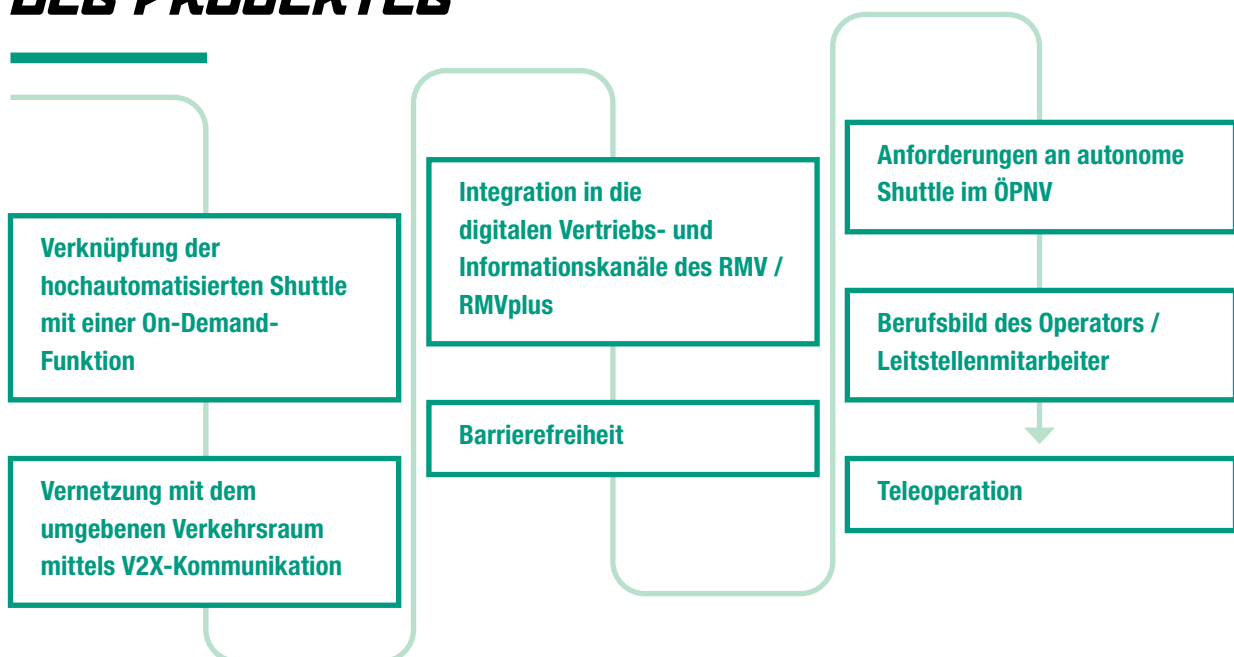 DES PROJEKTES
Verknüpfung der
hochautomatisierten Shuttle
mit einer On-Demand-
Funktion
Vernetzung mit dem
umgebenen Verkehrsraum
mittels V2X-Kommunikation
Integration in die
digitalen Vertriebs- und
Informationskanäle des RMV /
RMVplus
Barrierefreiheit
Anforderungen an autonome
Shuttle im ÖPNV
Berufsbild des Operators /
Leitstellenmitarbeiter
Teleoperation